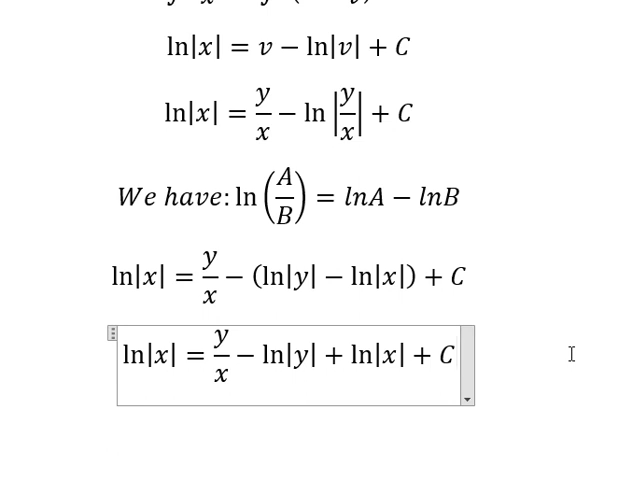 ln|x| = v − ln|v| + C
ln|x| = y/x − ln |y/x| + C
We have: ln (A/B) = lnA − lnB
ln|x| = y/x − (ln|y| − ln|x|) + C
ln|x| = y/x − ln|y| + ln|x| + C